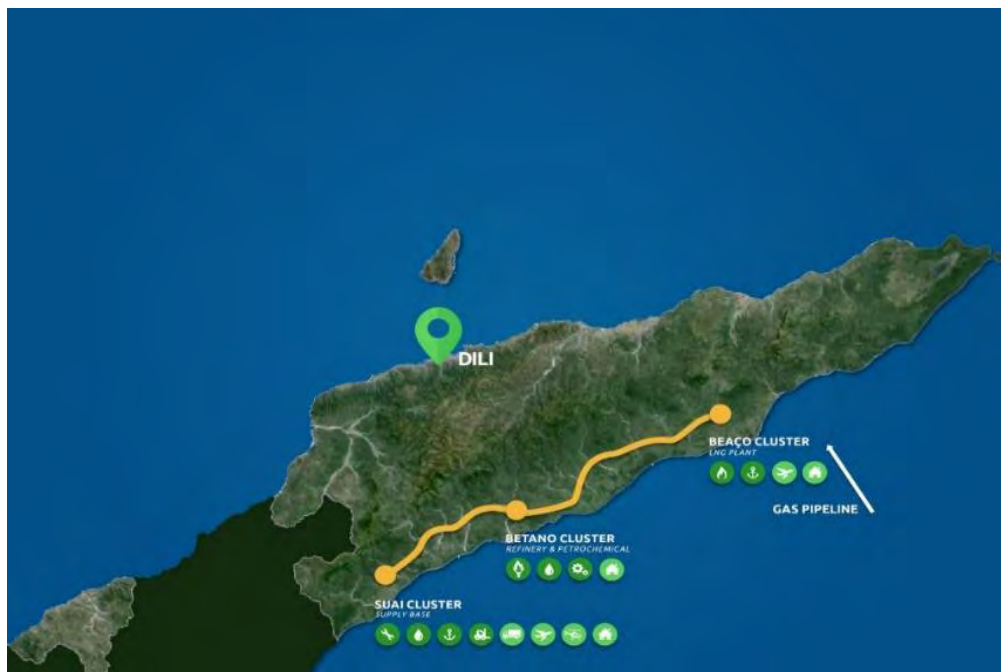 DILI
BEAÇO CLUSTER
LNG PLANT
GAS PIPELINE
BETANO CLUSTER
REFINERY & PETROCHEMICAL
SUAI CLUSTER
SUPPLY BASE